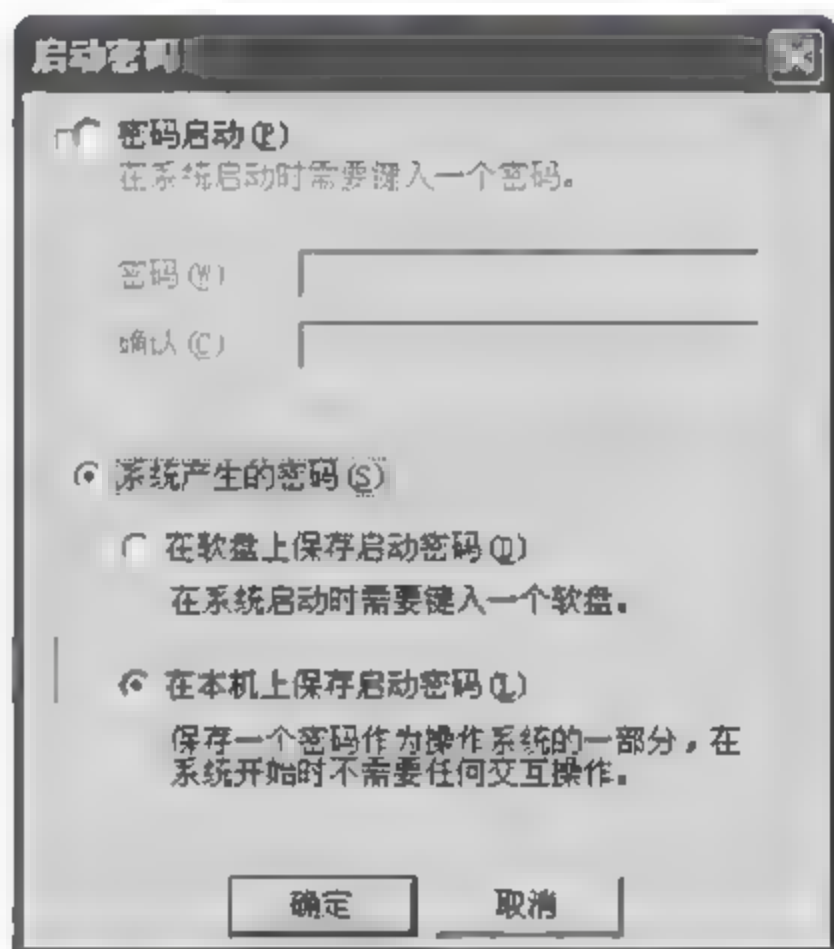 启动密码
密码启动(P)
在系统启动时需要键入一个密码。
密码(W)
确认(C)
系统产生的密码(S)
在软盘上保存启动密码(D)
在系统启动时需要键入一个软盘。
在本机上保存启动密码(L)
保存一个密码作为操作系统的一部分，在
系统开始时不需要任何交互操作。
确定 取消